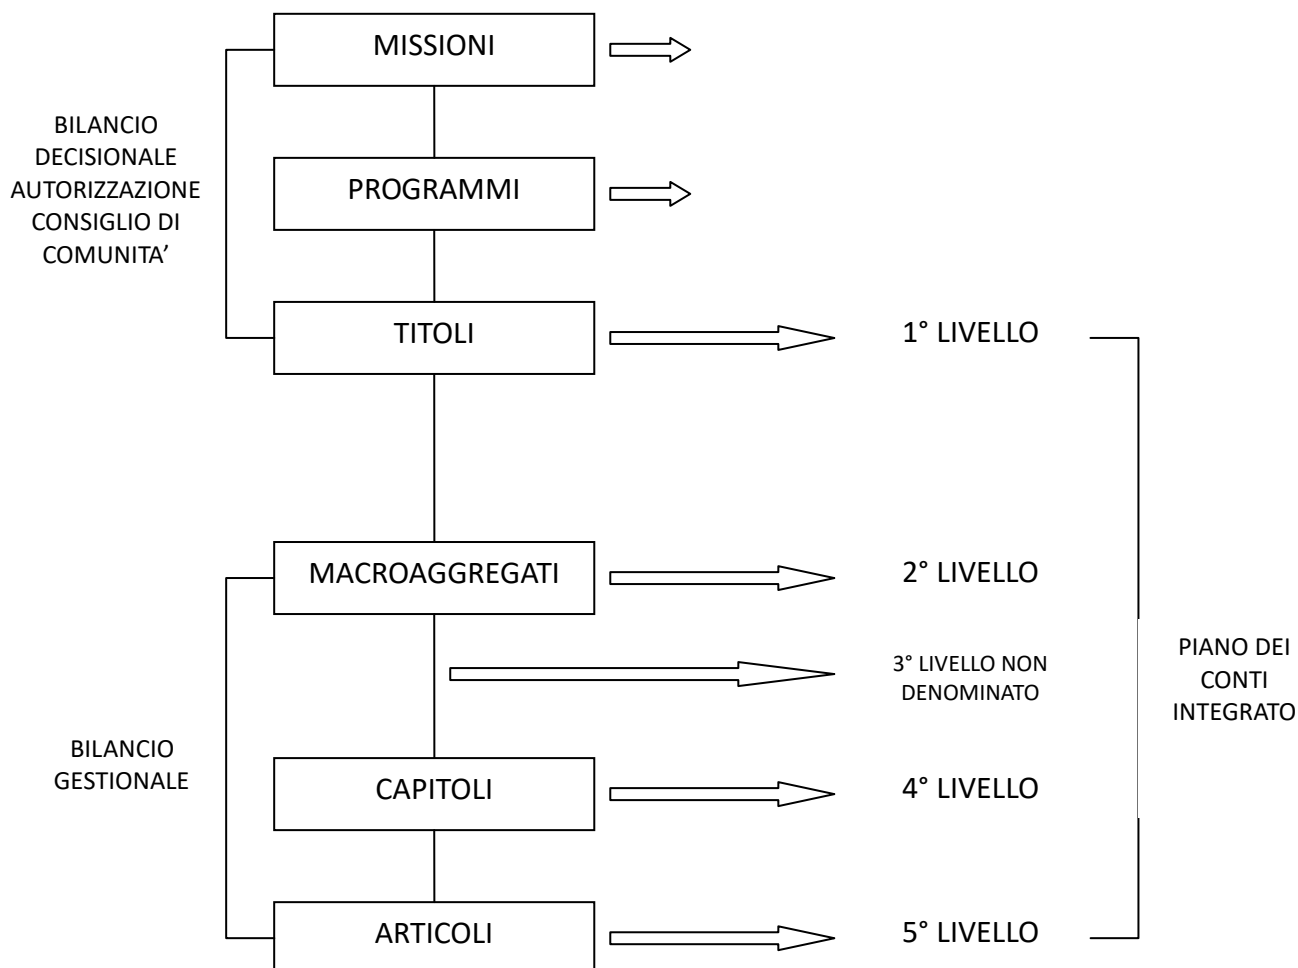 MISSIONI
BILANCIO
DECISIONALE
AUTORIZZAZIONE
CONSIGLIO DI
COMUNITA’
PROGRAMMI
TITOLI
1° LIVELLO
MACROAGGREGATI
2° LIVELLO
3° LIVELLO NON
DENOMINATO
PIANO DEI
CONTI
INTEGRATO
BILANCIO
GESTIONALE
CAPITOLI
4° LIVELLO
ARTICOLI
5° LIVELLO